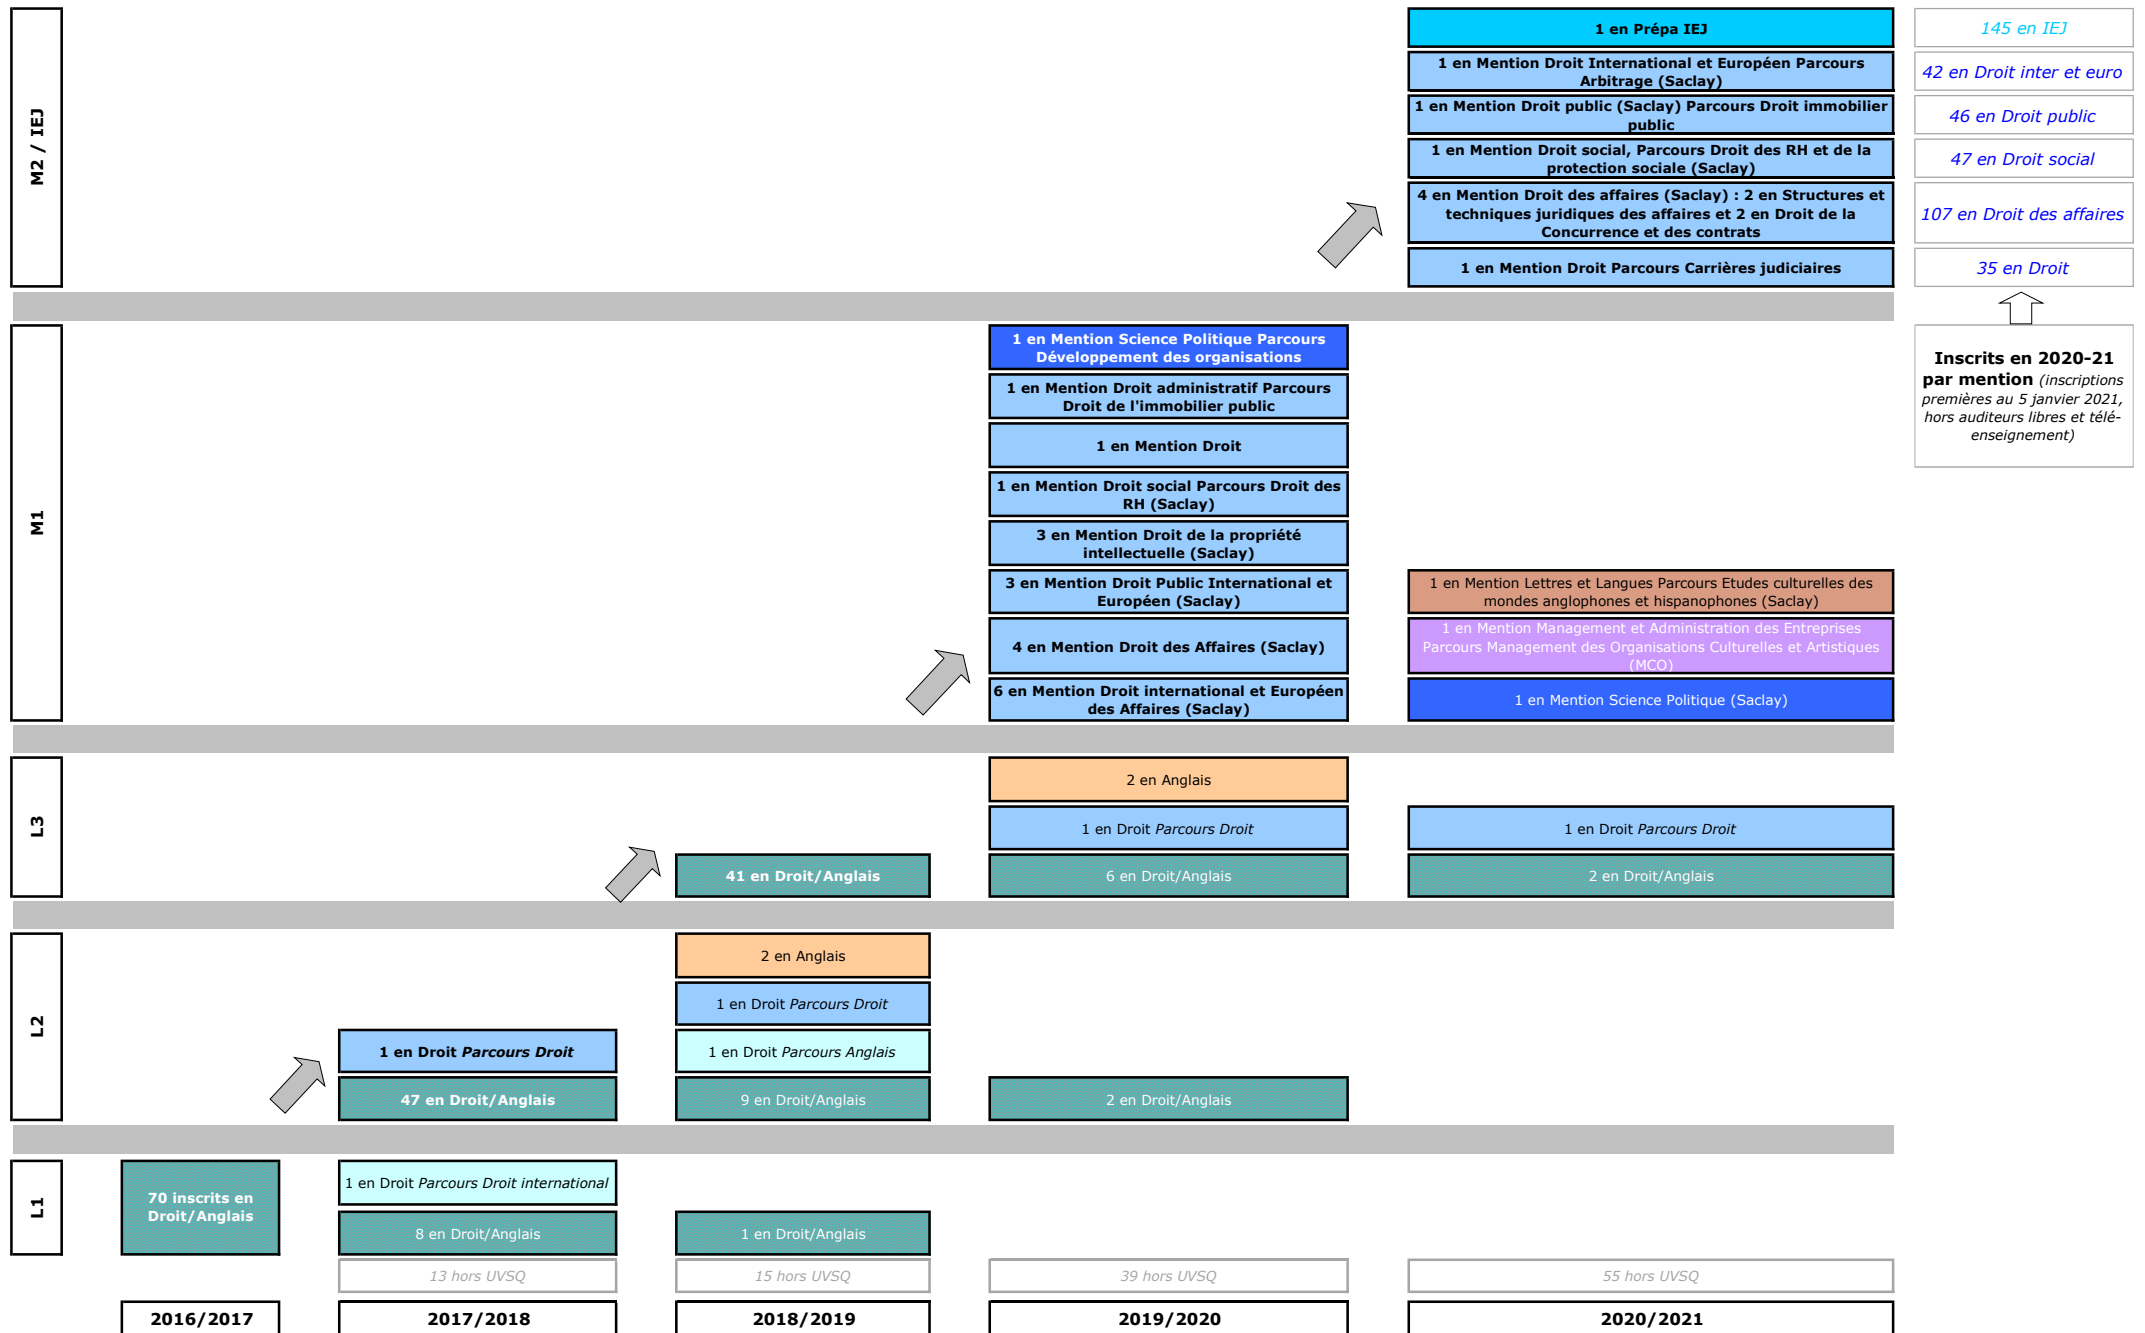 M2 / IEJ
1 en Prépa IEJ
145 en IEJ
1 en Mention Droit International et Européen Parcours
Arbitrage (Saclay)
42 en Droit inter et euro
1 en Mention Droit public (Saclay) Parcours Droit immobilier
public
46 en Droit public
1 en Mention Droit social, Parcours Droit des RH et de la
protection sociale (Saclay)
47 en Droit social
4 en Mention Droit des affaires (Saclay) : 2 en Structures et
techniques juridiques des affaires et 2 en Droit de la
Concurrence et des contrats
107 en Droit des affaires
1 en Mention Droit Parcours Carrières judiciaires
35 en Droit
Inscrits en 2020-21
par mention (inscriptions
premières au 5 janvier 2021,
hors auditeurs libres et télé-
enseignement)
M1
1 en Mention Science Politique Parcours
Développement des organisations
1 en Mention Droit administratif Parcours
Droit de l'immobilier public
1 en Mention Droit
1 en Mention Droit social Parcours Droit des
RH (Saclay)
3 en Mention Droit de la propriété
intellectuelle (Saclay)
3 en Mention Droit Public International et
Européen (Saclay)
1 en Mention Lettres et Langues Parcours Etudes culturelles des
mondes anglophones et hispanophones (Saclay)
4 en Mention Droit des Affaires (Saclay)
1 en Mention Management et Administration des Entreprises
Parcours Management des Organisations Culturelles et Artistiques
(MCO)
6 en Mention Droit international et Européen
des Affaires (Saclay)
1 en Mention Science Politique (Saclay)
L3
2 en Anglais
1 en Droit Parcours Droit
1 en Droit Parcours Droit
41 en Droit/Anglais
6 en Droit/Anglais
2 en Droit/Anglais
L2
2 en Anglais
1 en Droit Parcours Droit
1 en Droit Parcours Droit
1 en Droit Parcours Anglais
47 en Droit/Anglais
9 en Droit/Anglais
2 en Droit/Anglais
L1
70 inscrits en
Droit/Anglais
1 en Droit Parcours Droit international
8 en Droit/Anglais
1 en Droit/Anglais
13 hors UVSQ
15 hors UVSQ
39 hors UVSQ
55 hors UVSQ
2016/2017
2017/2018
2018/2019
2019/2020
2020/2021